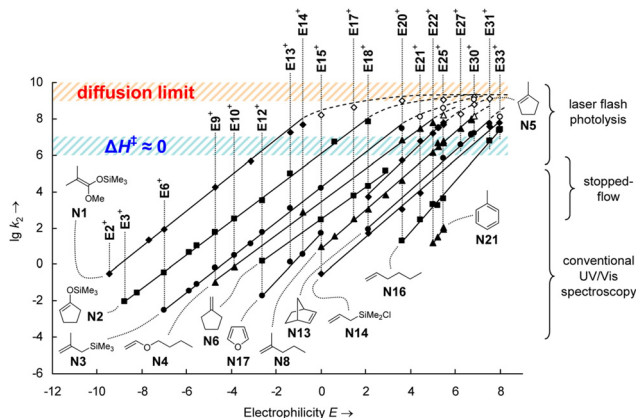 E31⁺
E27⁺
E22⁺
E20⁺
E17⁺
E14⁺
E13⁺
E15⁺
E18⁺
E21⁺
E25⁺
E30⁺
E33⁺
10
diffusion limit
N5
laser flash
photolysis
8
E9⁺
E10⁺
E12⁺
ΔH‡ ≈ 0
6
OSiMe₃
OMe
N1
E6⁺
E3⁺
E2⁺
4
stopped-
flow
2
N21
lg k₂ →
0
conventional
UV/Vis
spectroscopy
OSiMe₃
N2
N16
-2
O
O
SiMe₂Cl
SiMe₃
N3
N4
N6
N17
N8
N13
N14
-4
-6
-12 -10 -8 -6 -4 -2 0 2 4 6 8
Electrophilicity E →